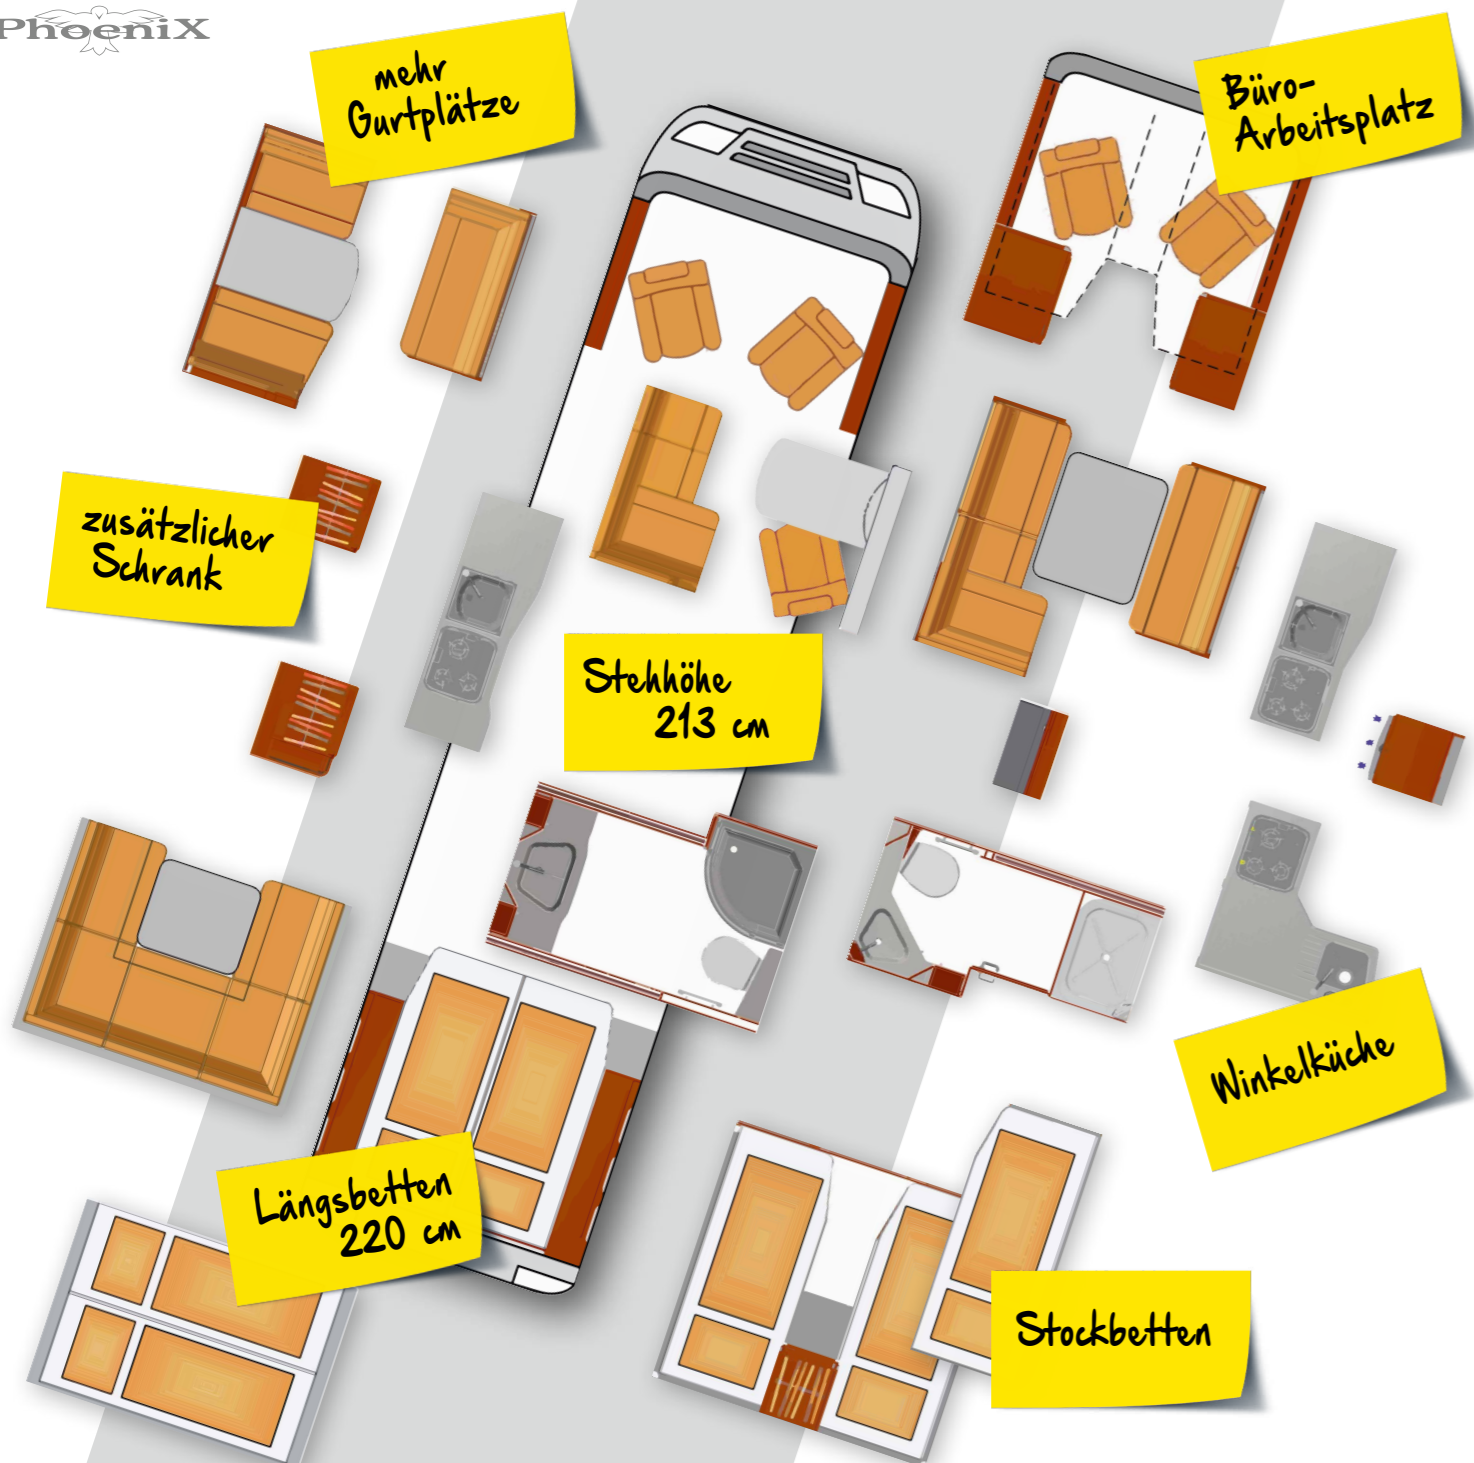 PhoeniX
mehr
Gurtplätze
Büro-
Arbeitsplatz
zusätzlicher
Schrank
Stehhöhe
213 cm
Winkelküche
Längsbetten
220 cm
Stockbetten